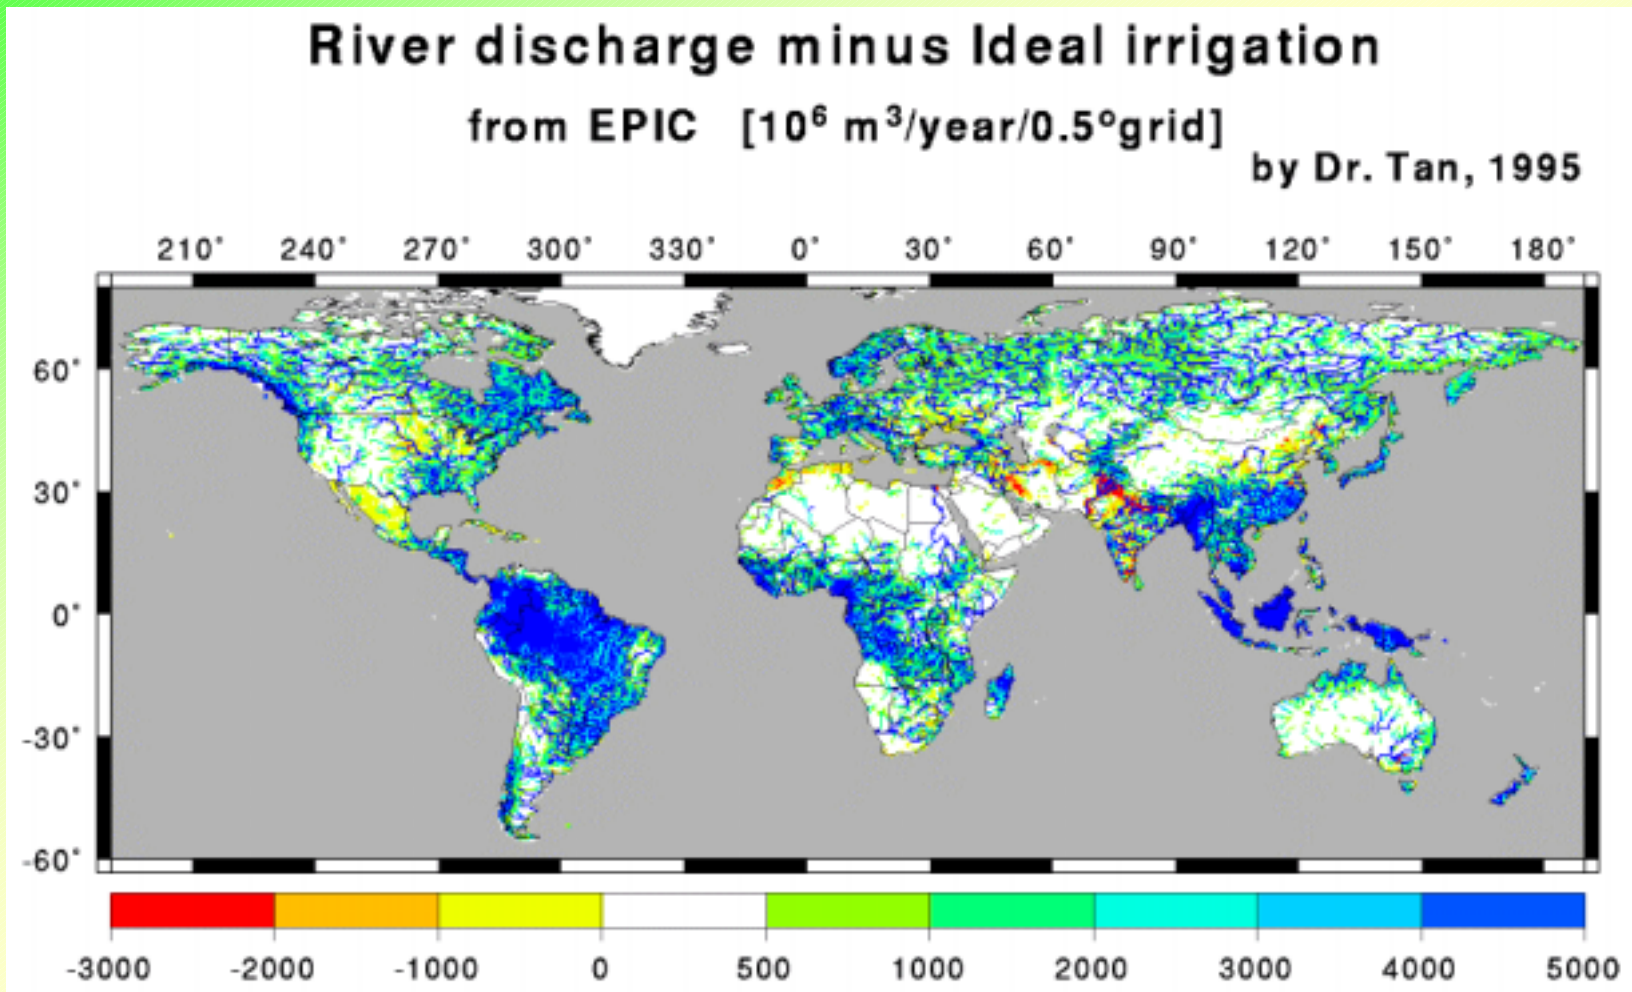 River discharge minus Ideal irrigation
from EPIC [10⁶ m³/year/0.5°grid]
by Dr. Tan, 1995
210° 240° 270° 300° 330° 0° 30° 60° 90° 120° 150° 180°
60°
30°
0°
-30°
-60°
-3000 -2000 -1000 0 500 1000 2000 3000 4000 5000